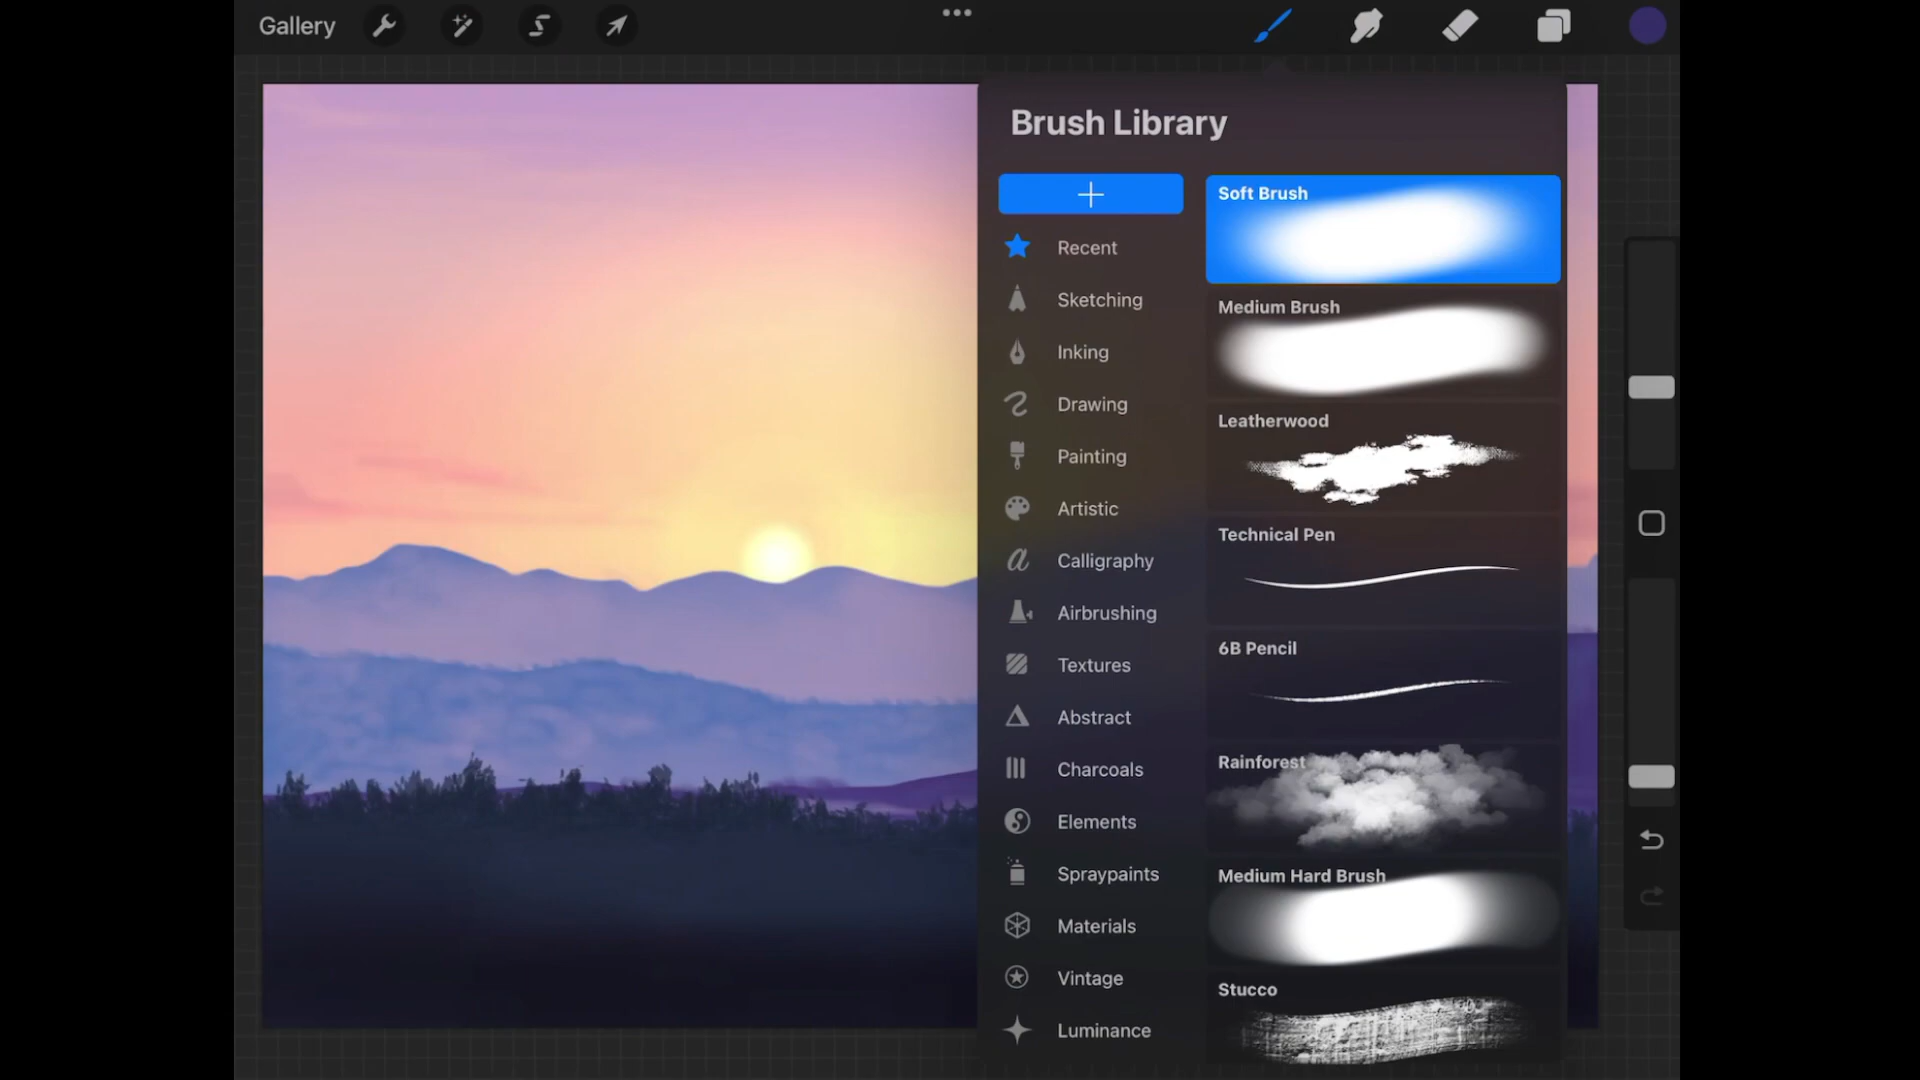 Gallery
Brush Library
Recent
Sketching
Inking
Drawing
Painting
Artistic
Calligraphy
Airbrushing
Textures
Abstract
Charcoals
Elements
Spraypaints
Materials
Vintage
Luminance
Soft Brush
Medium Brush
Leatherwood
Technical Pen
6B Pencil
Rainforest
Medium Hard Brush
Stucco